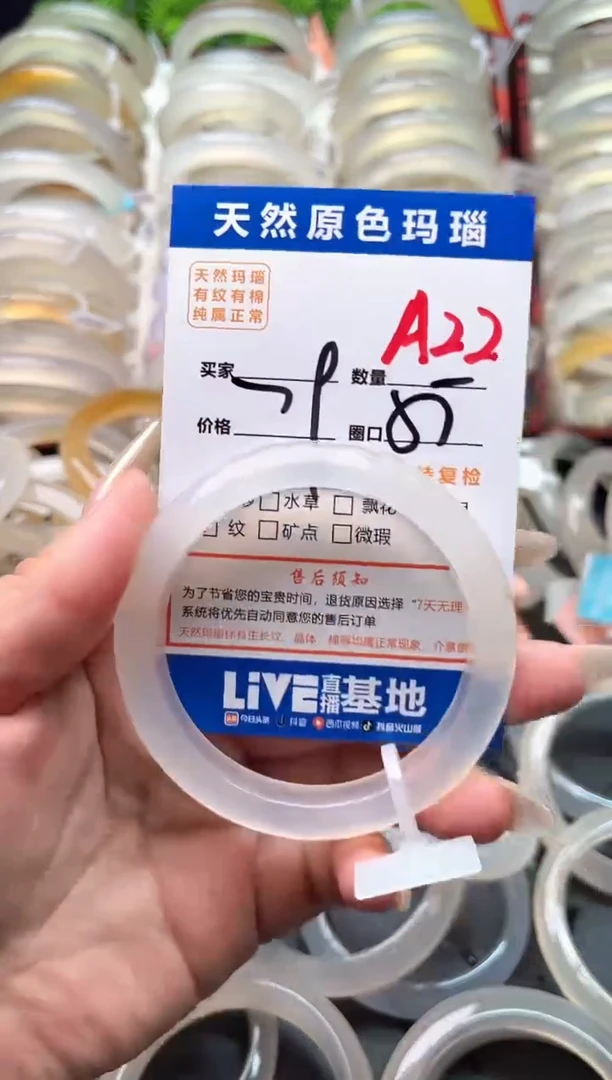 天然原色玛瑙
天然玛瑙
有纹有棉
纯属正常
A22
买家 数量
价格 圈口
复检
水草 飘花
纹 矿点 微瑕
售后须知
为了节省您的宝贵时间，退货原因选择“7天无理
系统将优先自动同意您的售后订单
LiVE直播基地
今日头条 抖音 西瓜视频 抖音火山版